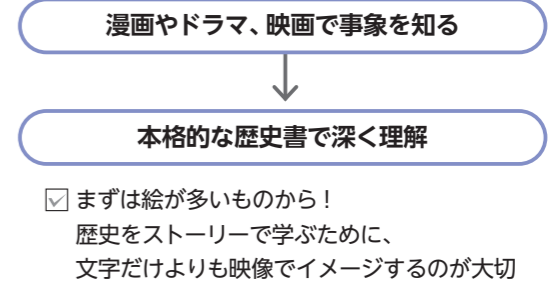 漫画やドラマ、映画で事象を知る
本格的な歴史書で深く理解
まずは絵が多いものから!
歴史をストーリーで学ぶために、
文字だけよりも映像でイメージするのが大切